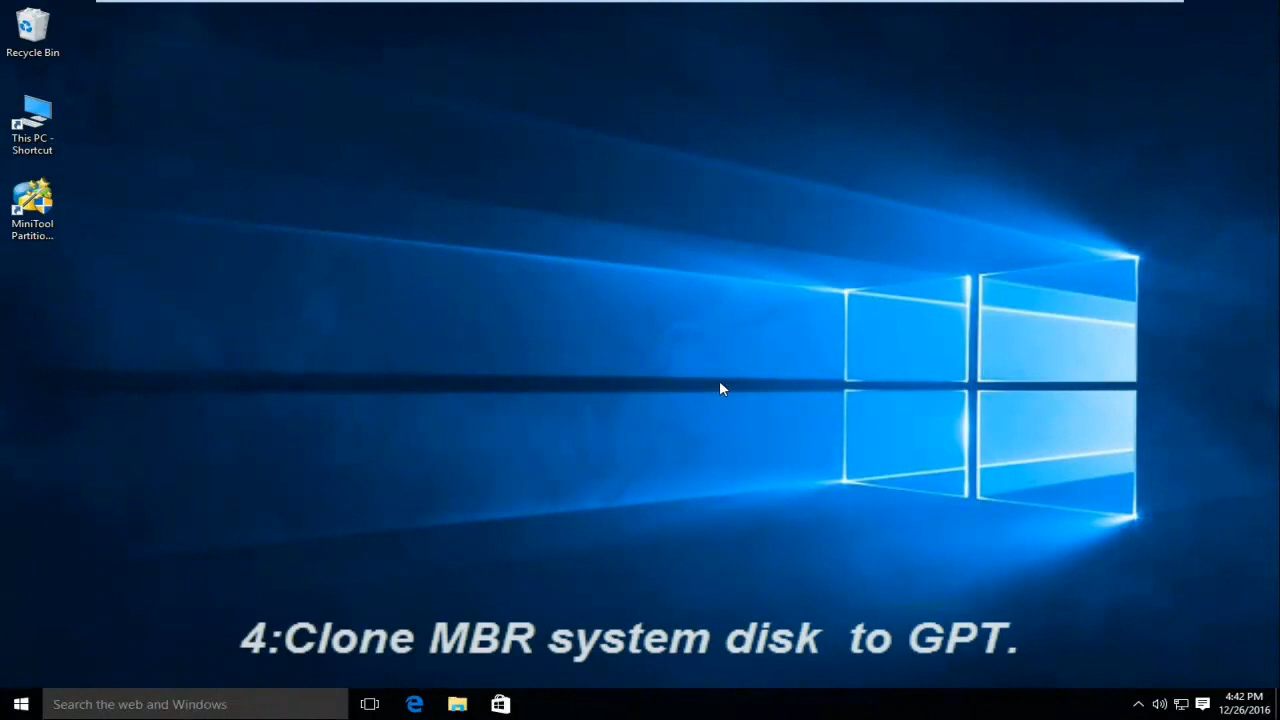 Recycle Bin
This PC -
Shortcut
MiniTool
Partitio...
4:Clone MBR system disk to GPT.
Search the web and Windows
4:42 PM
12/26/2016